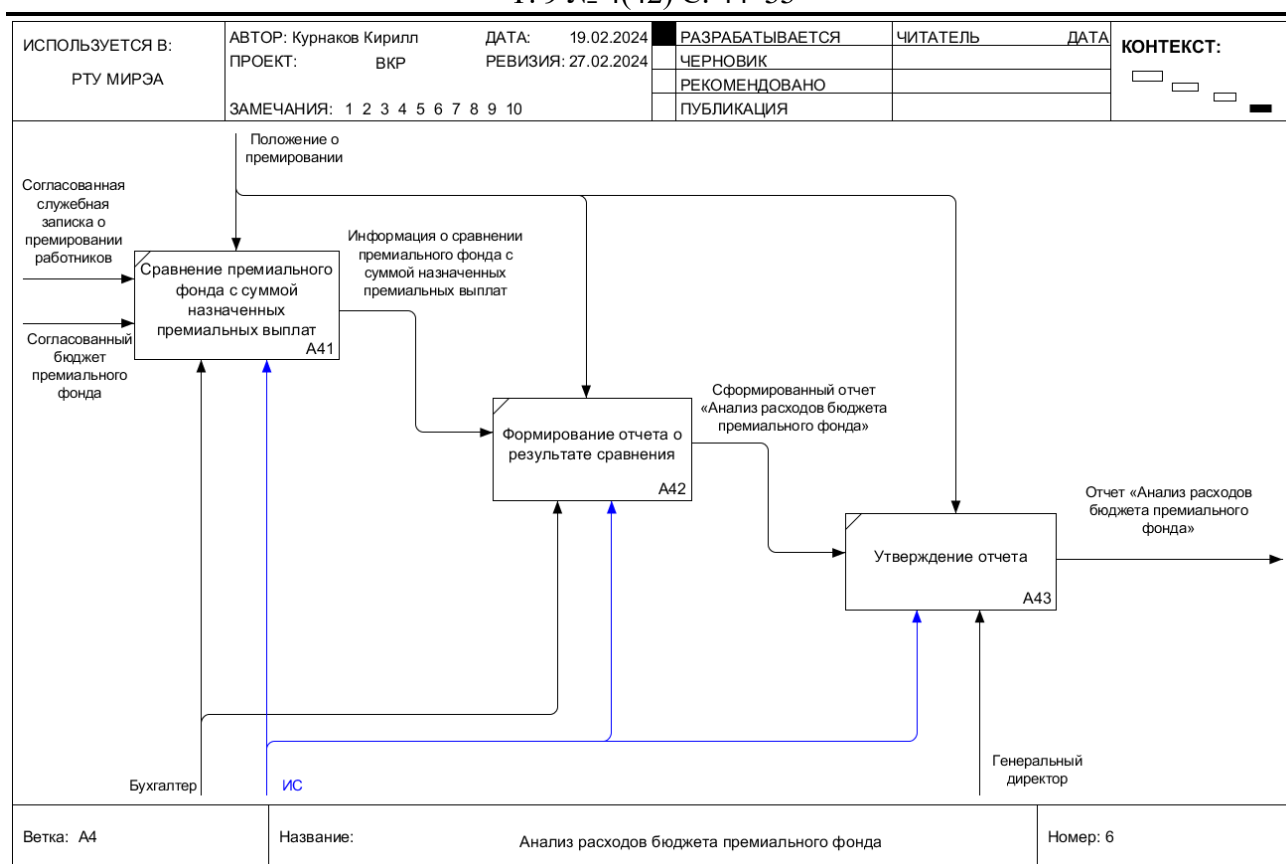 ИСПОЛЬЗУЕТСЯ В:
РТУ МИРЭА
АВТОР: Курнаков Кирилл
ДАТА: 19.02.2024
ПРОЕКТ: ВКР
РЕВИЗИЯ: 27.02.2024
ЗАМЕЧАНИЯ: 1 2 3 4 5 6 7 8 9 10
РАЗРАБАТЫВАЕТСЯ
ЧЕРНОВИК
РЕКОМЕНДОВАНО
ПУБЛИКАЦИЯ
ЧИТАТЕЛЬ ДАТА
КОНТЕКСТ:
Положение о
премировании
Согласованная
служебная
записка о
премировании
работников
Согласованный
бюджет
премиального
фонда
Сравнение премиального
фонда с суммой
назначенных
премиальных выплат
A41
Информация о сравнении
премиального фонда с
суммой назначенных
премиальных выплат
Формирование отчета о
результате сравнения
A42
Сформированный отчет
«Анализ расходов бюджета
премиального фонда»
Утверждение отчета
A43
Отчет «Анализ расходов
бюджета премиального
фонда»
Бухгалтер
ИС
Генеральный
директор
Ветка: A4
Название: Анализ расходов бюджета премиального фонда
Номер: 6